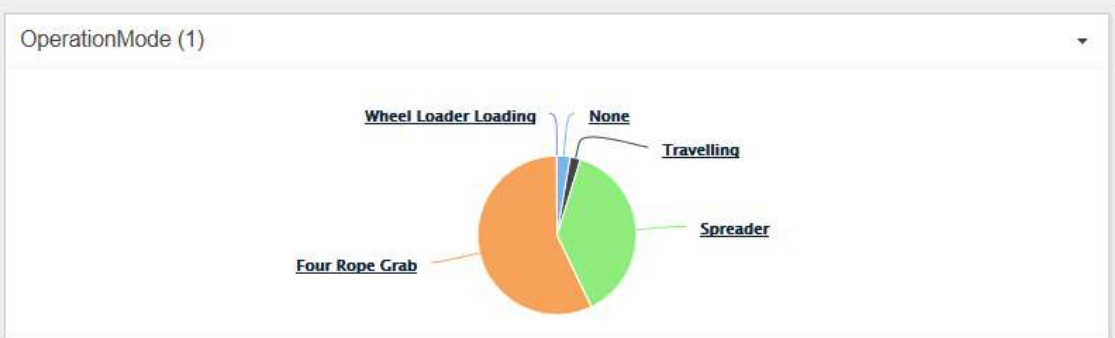 OperationMode (1)
Wheel Loader Loading
None
Travelling
Spreader
Four Rope Grab